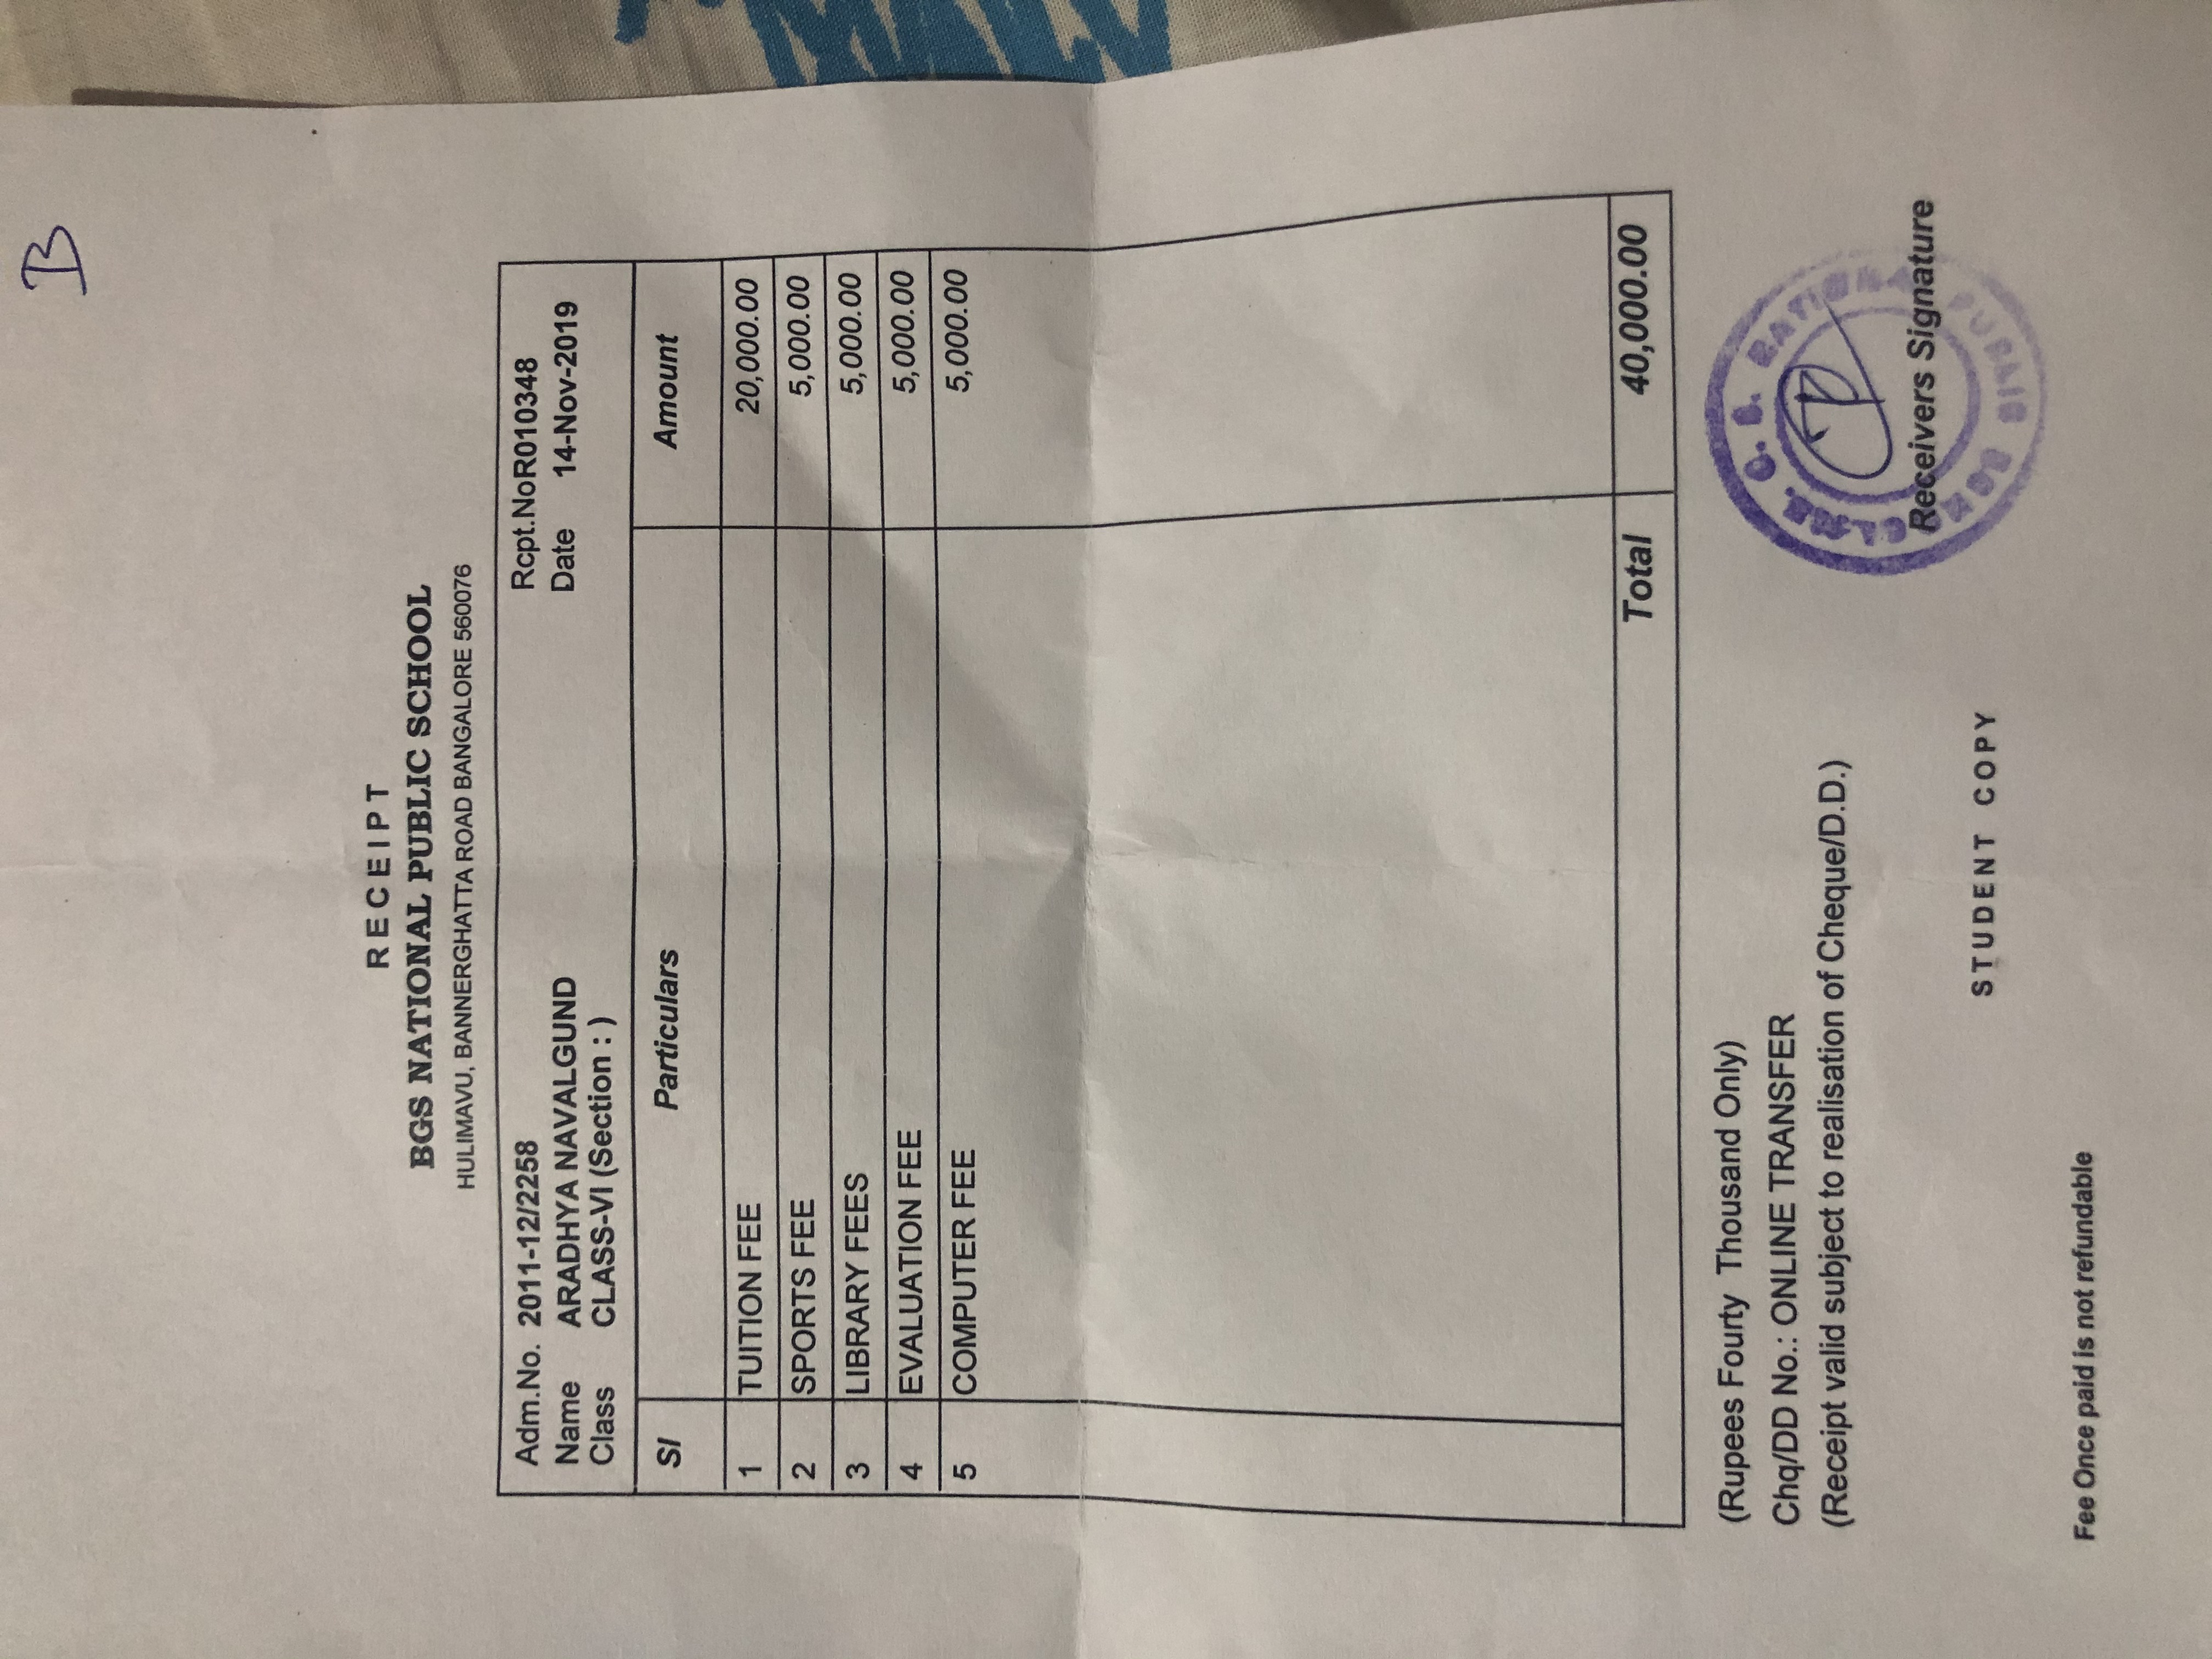 B
RECEIPT
BGS NATIONAL PUBLIC SCHOOL
HULIMAVU, BANNERGHATTA ROAD BANGALORE 560076
Adm.No. 2011-12/2258 Rcpt.NoR010348
Name ARADHYA NAVALGUND Date 14-Nov-2019
Class CLASS-VI (Section : )
Sl Particulars Amount
1 TUITION FEE 20,000.00
2 SPORTS FEE 5,000.00
3 LIBRARY FEES 5,000.00
4 EVALUATION FEE 5,000.00
5 COMPUTER FEE 5,000.00
Total 40,000.00
(Rupees Fourty Thousand Only)
Chq/DD No.: ONLINE TRANSFER
(Receipt valid subject to realisation of Cheque/D.D.)
Receivers Signature
STUDENT COPY
Fee Once paid is not refundable